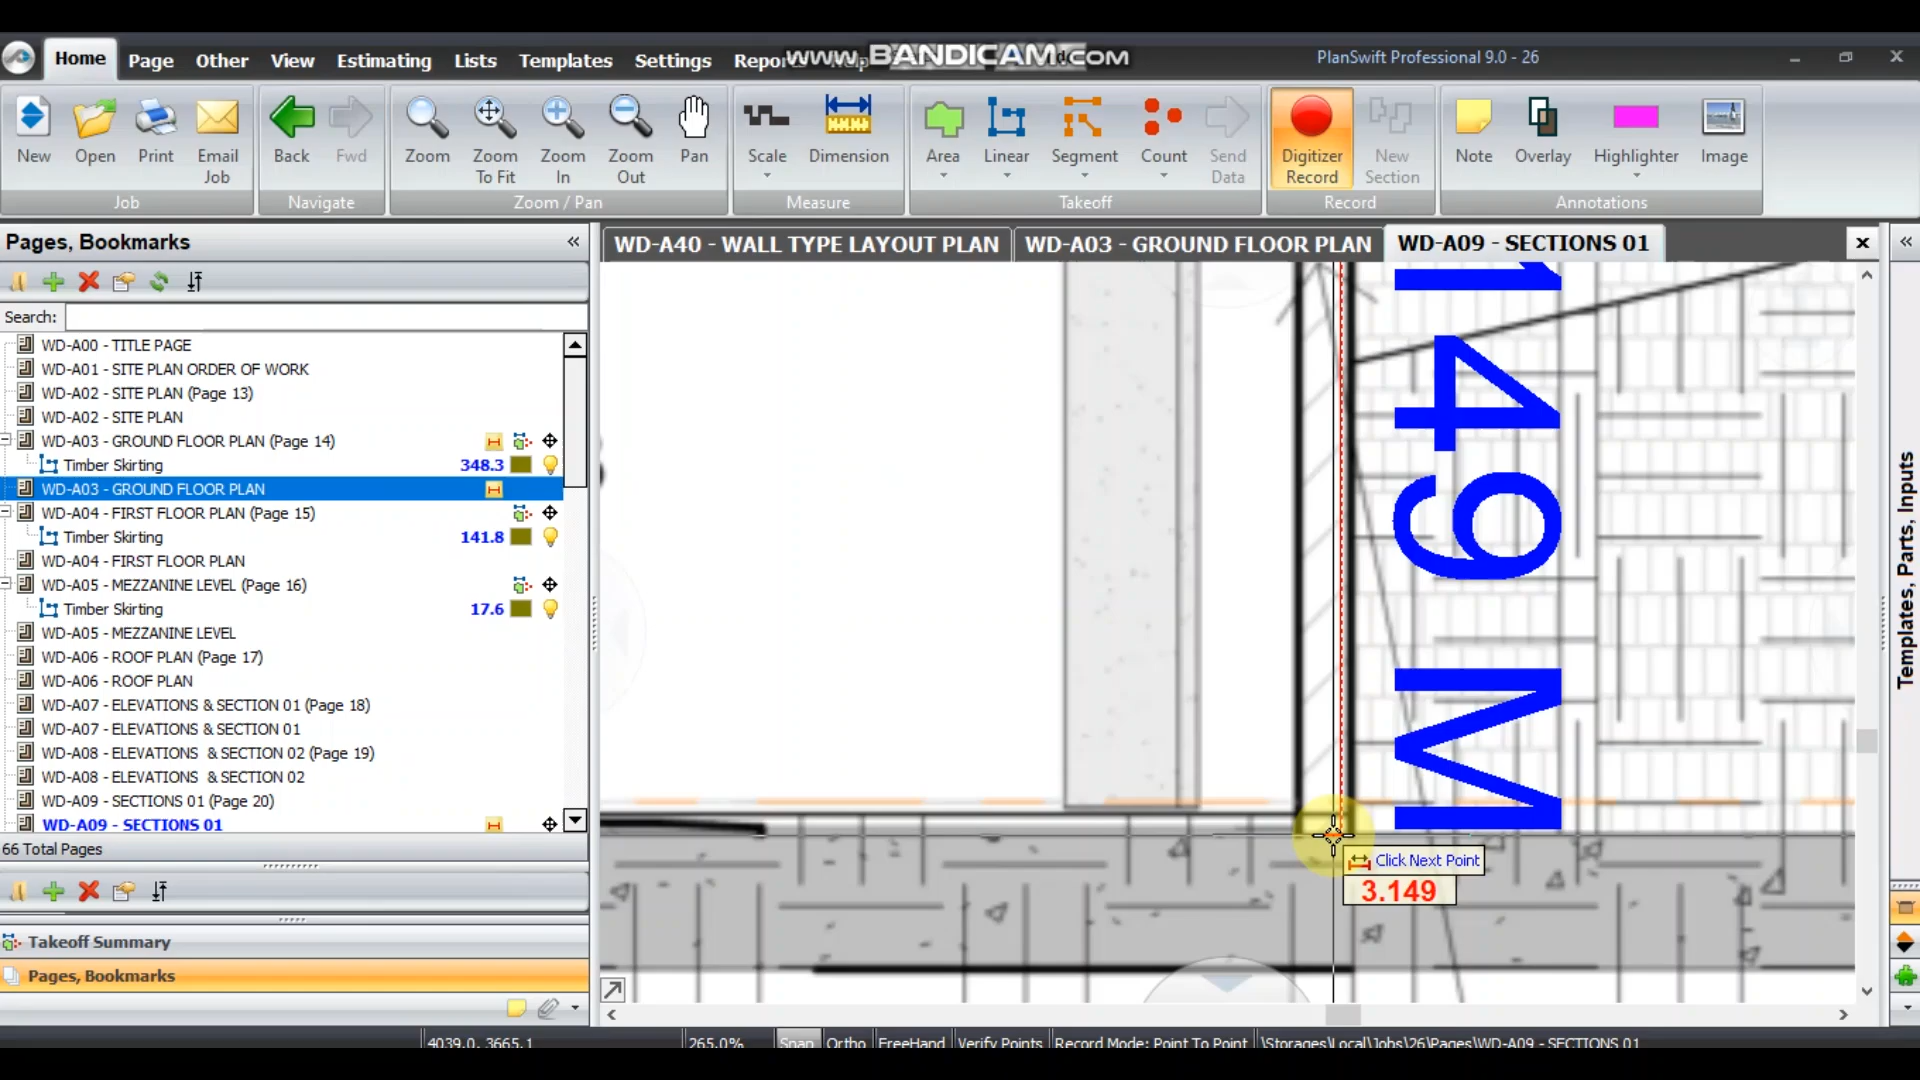 Home Page Other View Estimating Lists Templates Settings
www.BANDICAM.com
PlanSwift Professional 9.0 - 26
New Open Print Email Job
Back Fwd
Zoom Zoom To Fit Zoom In Zoom Out Pan
Scale Dimension
Area Linear Segment Count Send Data
Digitizer Record New Section
Note Overlay Highlighter Image
Job Navigate Zoom / Pan Measure Takeoff Record Annotations
Pages, Bookmarks
WD-A40 - WALL TYPE LAYOUT PLAN WD-A03 - GROUND FLOOR PLAN WD-A09 - SECTIONS 01
Search:
WD-A00 - TITLE PAGE
WD-A01 - SITE PLAN ORDER OF WORK
WD-A02 - SITE PLAN (Page 13)
WD-A02 - SITE PLAN
WD-A03 - GROUND FLOOR PLAN (Page 14)
Timber Skirting 348.3
WD-A03 - GROUND FLOOR PLAN
WD-A04 - FIRST FLOOR PLAN (Page 15)
Timber Skirting 141.8
WD-A04 - FIRST FLOOR PLAN
WD-A05 - MEZZANINE LEVEL (Page 16)
Timber Skirting 17.6
WD-A05 - MEZZANINE LEVEL
WD-A06 - ROOF PLAN (Page 17)
WD-A06 - ROOF PLAN
WD-A07 - ELEVATIONS & SECTION 01 (Page 18)
WD-A07 - ELEVATIONS & SECTION 01
WD-A08 - ELEVATIONS & SECTION 02 (Page 19)
WD-A08 - ELEVATIONS & SECTION 02
WD-A09 - SECTIONS 01 (Page 20)
WD-A09 - SECTIONS 01
66 Total Pages
Takeoff Summary
Pages, Bookmarks
149 M
Click Next Point
3.149
Templates, Parts, Inputs
4039.0, 3665.1 265.0% Snap Ortho FreeHand Verify Points Record Mode: Point To Point \Storages\Local\Jobs\26\Pages\WD-A09 - SECTIONS 01